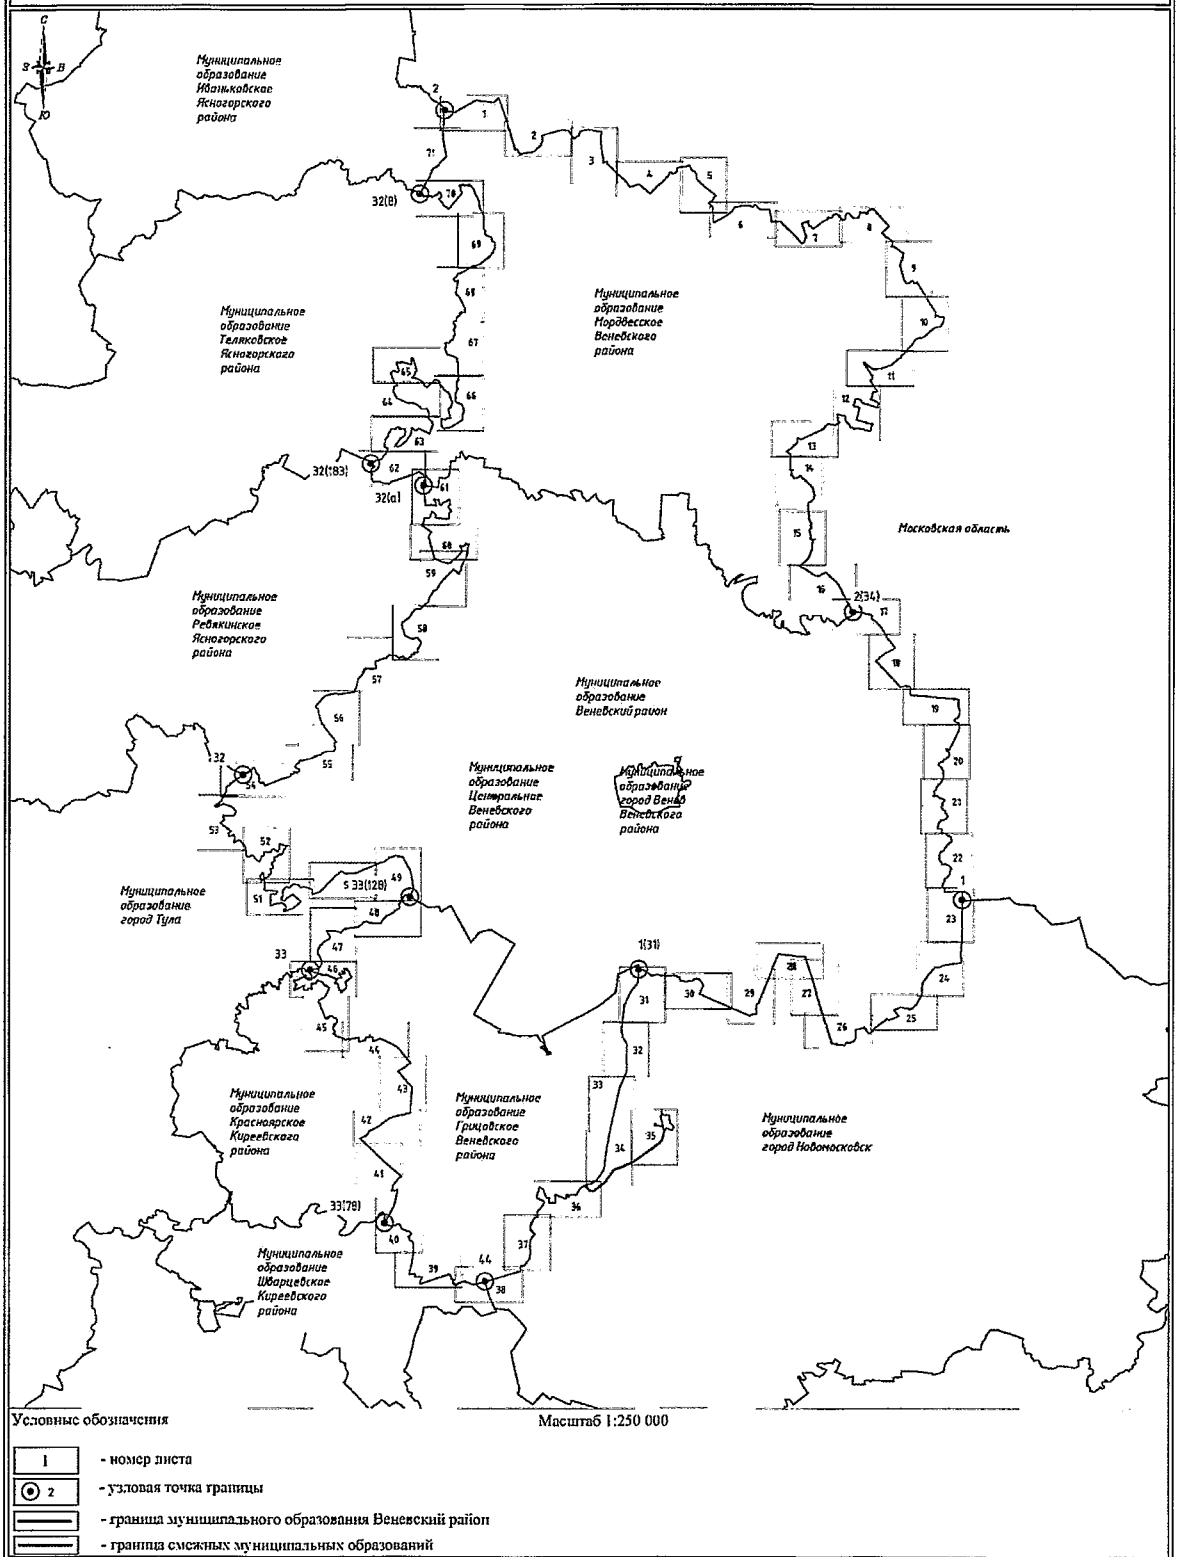 С
З В
Ю
Муниципальное
образование
Иваньковское
Ясногорского
района
2
1
2
3
4
5
6
7
8
9
10
11
12
13
14
15
16
2(34)
17
18
19
20
21
22
1
23
24
25
26
27
28
29
30
1(31)
31
32
33
34
35
36
37
44
38
39
40
33(78)
41
42
43
44
45
33
46
47
48
49
33(128)
51
52
53
32
54
55
56
57
58
59
60
61
32(а)
62
32(183)
63
64
65
66
67
68
69
70
32(8)
71
Муниципальное
образование
Теляковское
Ясногорского
района
Муниципальное
образование
Мордвесское
Веневского
района
Московская область
Муниципальное
образование
Ревякинское
Ясногорского
района
Муниципальное
образование
Веневский район
Муниципальное
образование
Центральное
Веневского
района
Муниципальное
образование
город Венев
Веневского
района
Муниципальное
образование
город Тула
Муниципальное
образование
Красноярское
Киреевского
района
Муниципальное
образование
Грицовское
Веневского
района
Муниципальное
образование
город Новомосковск
Муниципальное
образование
Шварцевское
Киреевского
района
Условные обозначения
Масштаб 1:250 000
1 - номер листа
2 - узловая точка границы
- граница муниципального образования Веневский район
- граница смежных муниципальных образований